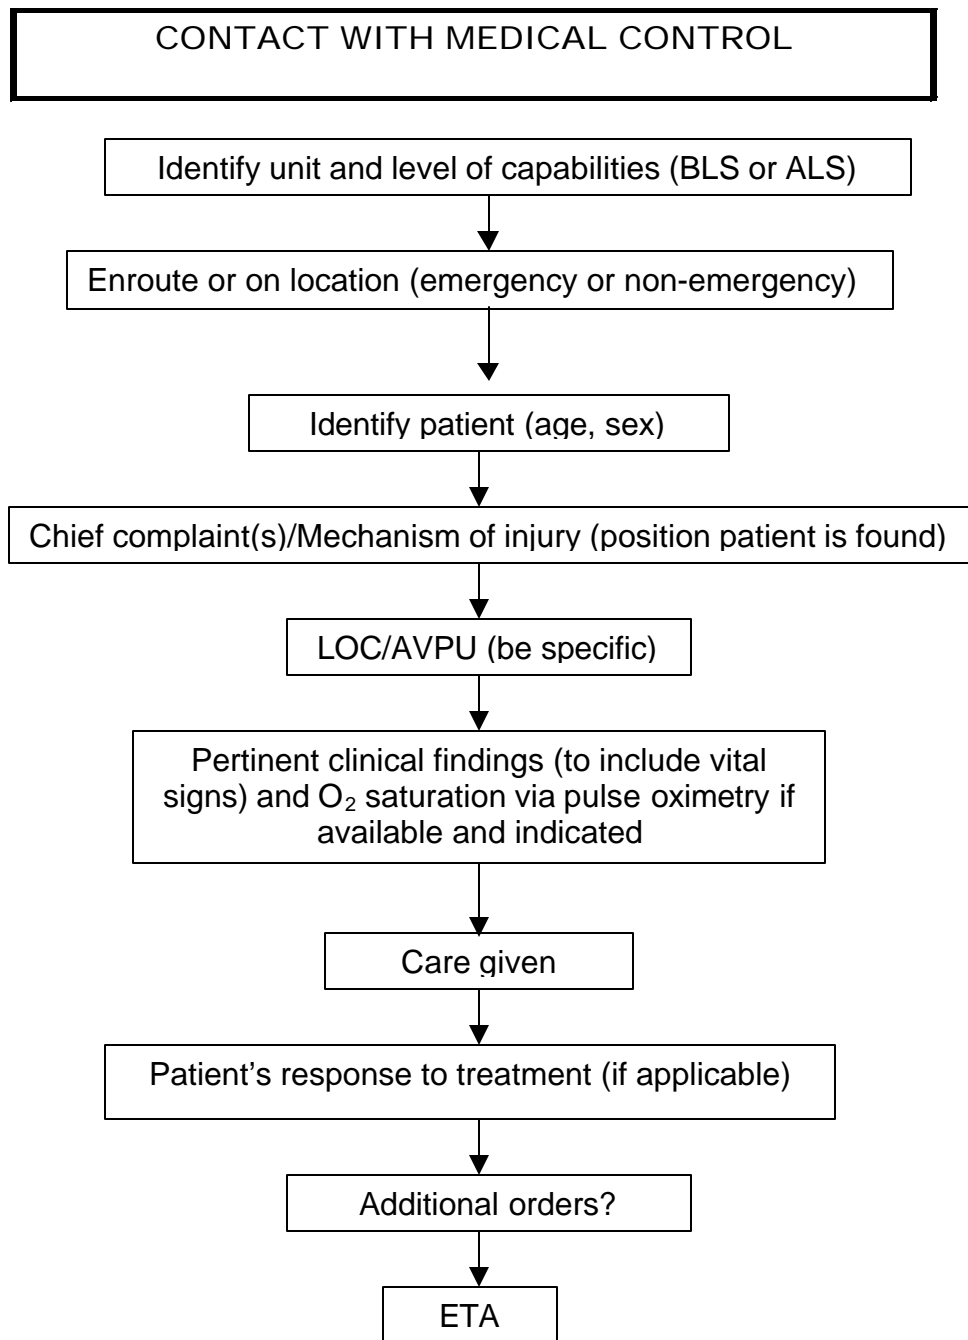 CONTACT WITH MEDICAL CONTROL
Identify unit and level of capabilities (BLS or ALS)
Enroute or on location (emergency or non-emergency)
Identify patient (age, sex)
Chief complaint(s)/Mechanism of injury (position patient is found)
LOC/AVPU (be specific)
Pertinent clinical findings (to include vital
signs) and O₂ saturation via pulse oximetry if
available and indicated
Care given
Patient’s response to treatment (if applicable)
Additional orders?
ETA